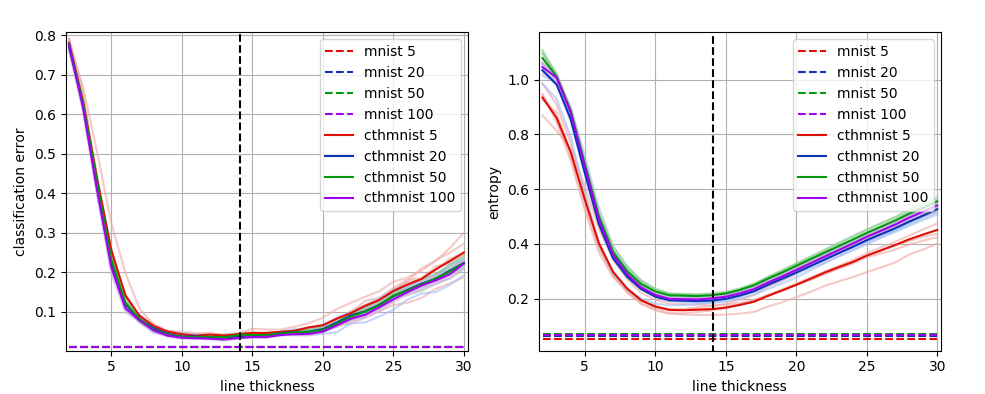 classification error
0.8
0.7
0.6
0.5
0.4
0.3
0.2
0.1
5
10
15
20
25
30
line thickness
mnist 5
mnist 20
mnist 50
mnist 100
cthmnist 5
cthmnist 20
cthmnist 50
cthmnist 100
entropy
1.0
0.8
0.6
0.4
0.2
5
10
15
20
25
30
line thickness
mnist 5
mnist 20
mnist 50
mnist 100
cthmnist 5
cthmnist 20
cthmnist 50
cthmnist 100